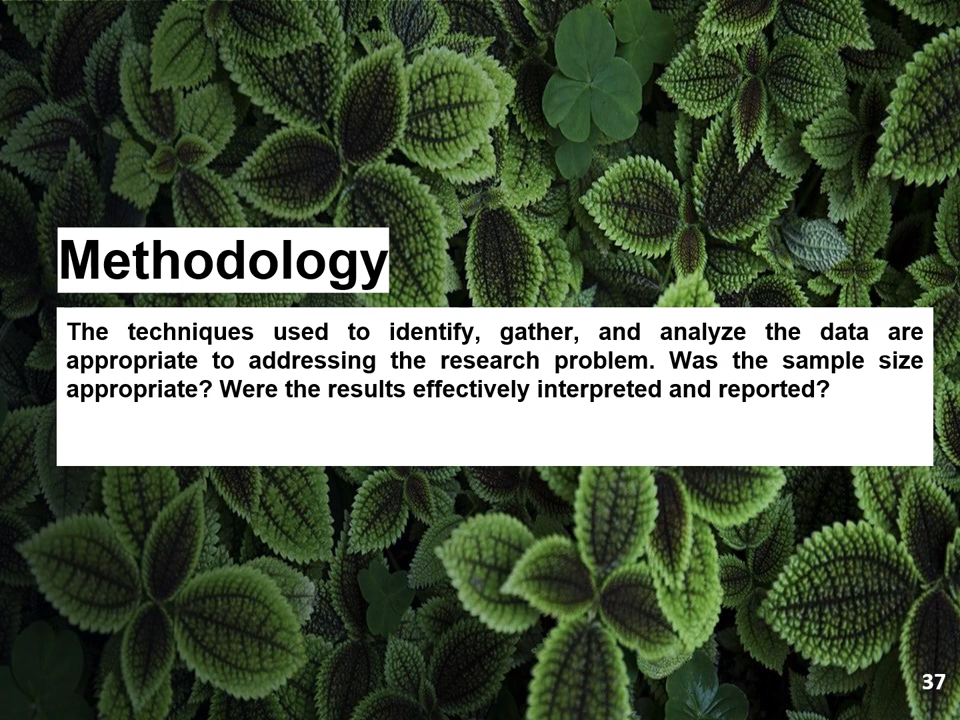 Methodology
The techniques used to identify, gather, and analyze the data are
appropriate to addressing the research problem. Was the sample size
appropriate? Were the results effectively interpreted and reported?
37